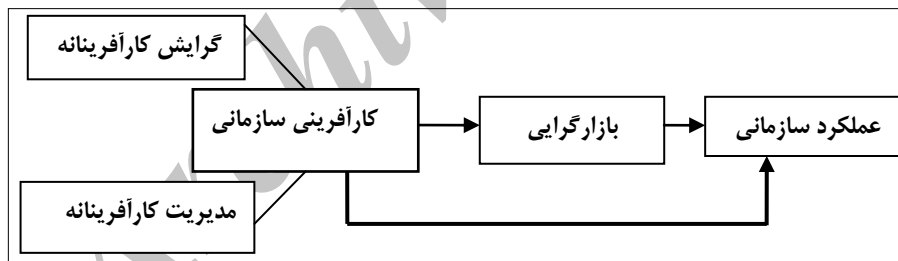 گرایش کارآفرینانه
کارآفرینی سازمانی
بازارگرایی
عملکرد سازمانی
مدیریت کارآفرینانه